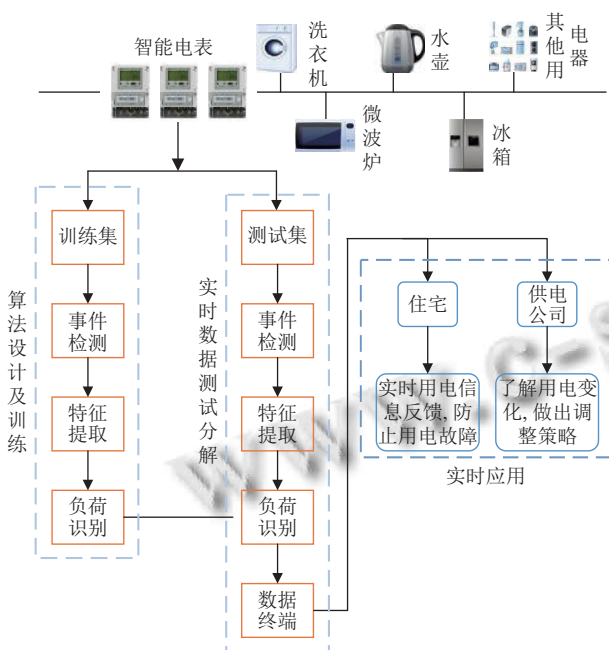 智能电表
洗衣机
水壶
其他用
电器
微波炉
冰箱
训练集
测试集
算法设计及训练
实时数据测试分解
事件
检测
事件
检测
住宅
供电
公司
特征
提取
特征
提取
实时用电信
息反馈, 防
止用电故障
了解用电变
化, 做出调
整策略
实时应用
负荷
识别
负荷
识别
数据
终端